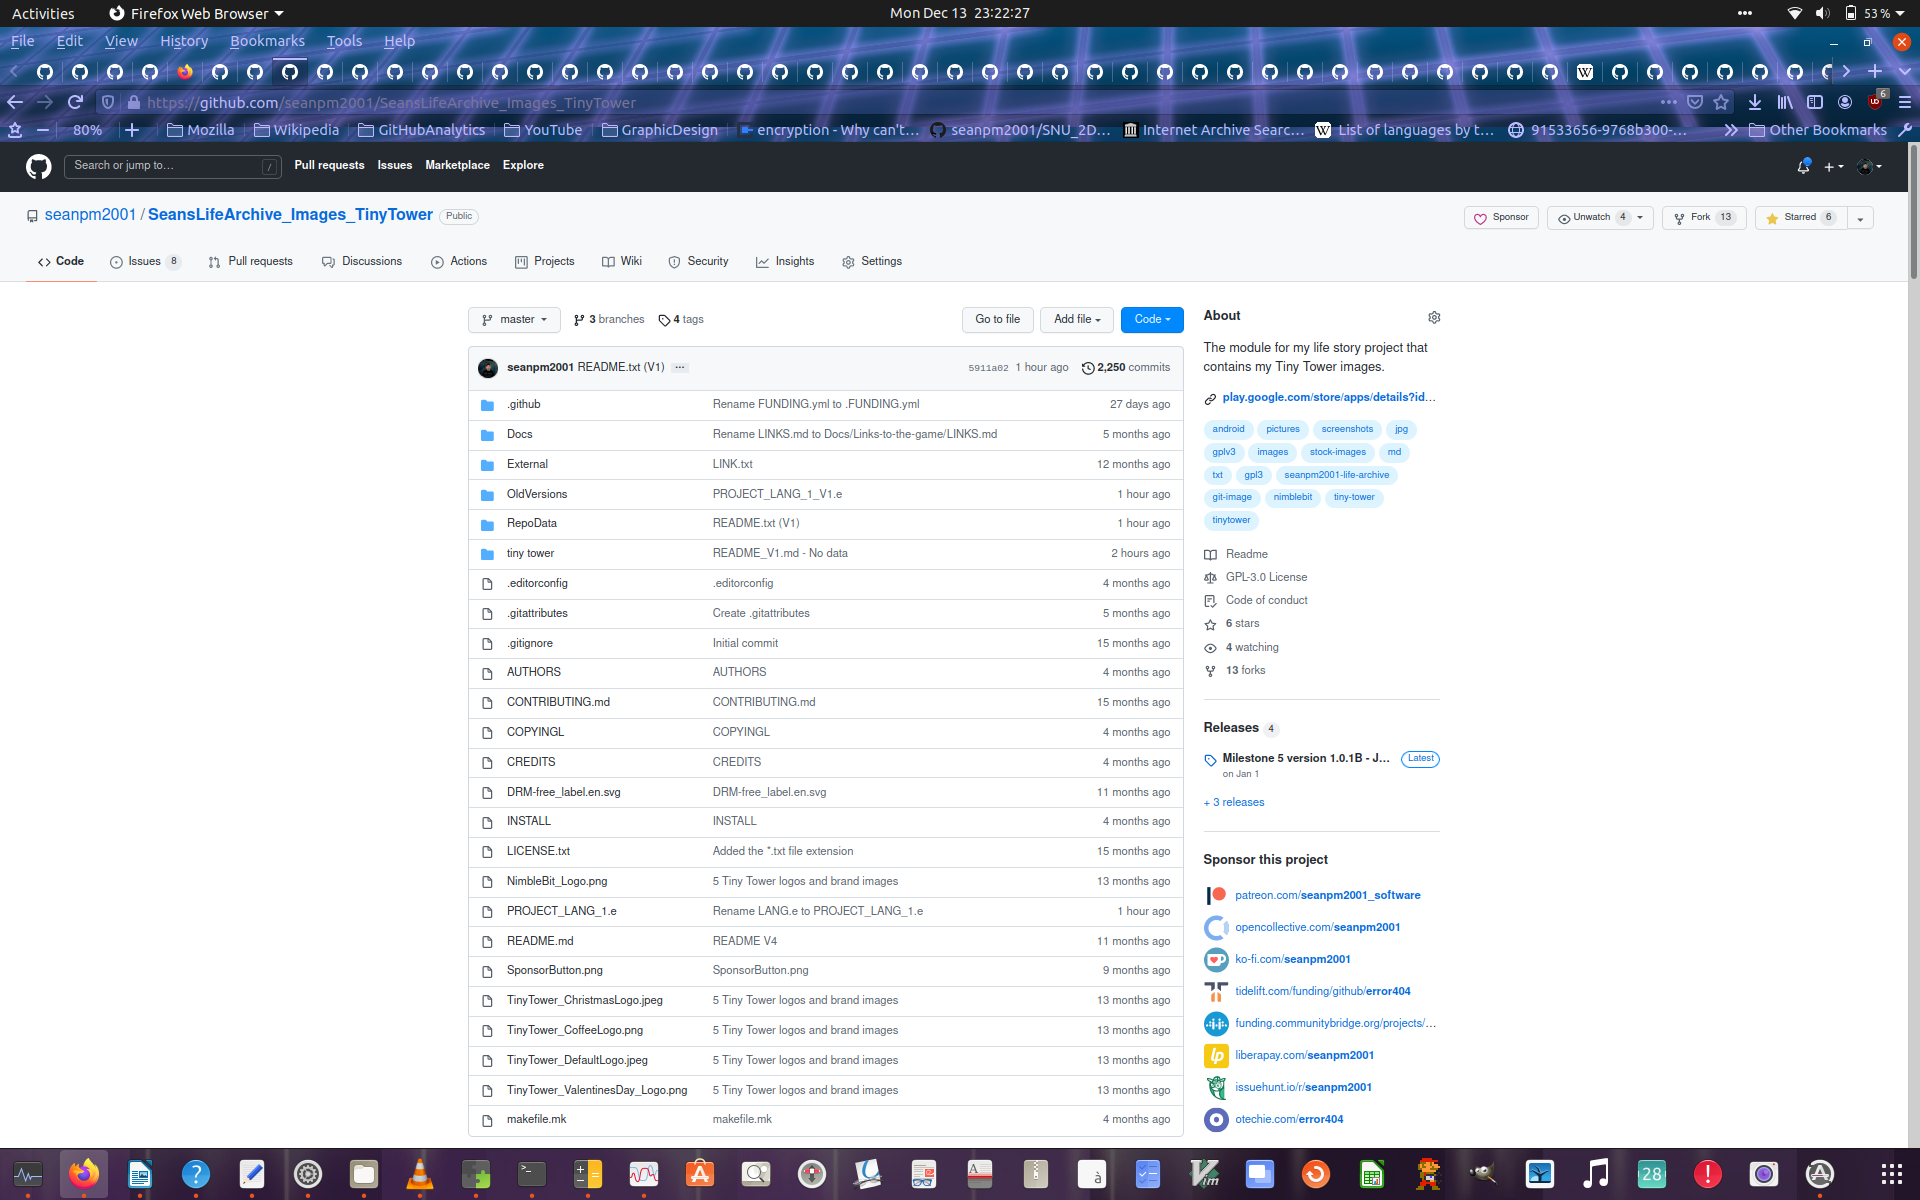 Activities Firefox Web Browser Mon Dec 13 23:22:27 53 %
File Edit View History Bookmarks Tools Help
https://github.com/seanpm2001/SeansLifeArchive_Images_TinyTower 6
80% Mozilla Wikipedia GitHubAnalytics YouTube GraphicDesign encryption - Why can't... seanpm2001/SNU_2D... Internet Archive Searc... List of languages by t... 91533656-9768b300-... Other Bookmarks
Search or jump to... / Pull requests Issues Marketplace Explore
seanpm2001 / SeansLifeArchive_Images_TinyTower Public Sponsor Unwatch 4 Fork 13 Starred 6
Code Issues 8 Pull requests Discussions Actions Projects Wiki Security Insights Settings
master 3 branches 4 tags Go to file Add file Code
seanpm2001 README.txt (V1) ... 5911a02 1 hour ago 2,250 commits
.github Rename FUNDING.yml to .FUNDING.yml 27 days ago
Docs Rename LINKS.md to Docs/Links-to-the-game/LINKS.md 5 months ago
External LINK.txt 12 months ago
OldVersions PROJECT_LANG_1_V1.e 1 hour ago
RepoData README.txt (V1) 1 hour ago
tiny tower README_V1.md - No data 2 hours ago
.editorconfig .editorconfig 4 months ago
.gitattributes Create .gitattributes 5 months ago
.gitignore Initial commit 15 months ago
AUTHORS AUTHORS 4 months ago
CONTRIBUTING.md CONTRIBUTING.md 15 months ago
COPYINGL COPYINGL 4 months ago
CREDITS CREDITS 4 months ago
DRM-free_label.en.svg DRM-free_label.en.svg 11 months ago
INSTALL INSTALL 4 months ago
LICENSE.txt Added the *.txt file extension 15 months ago
NimbleBit_Logo.png 5 Tiny Tower logos and brand images 13 months ago
PROJECT_LANG_1.e Rename LANG.e to PROJECT_LANG_1.e 1 hour ago
README.md README V4 11 months ago
SponsorButton.png SponsorButton.png 9 months ago
TinyTower_ChristmasLogo.jpeg 5 Tiny Tower logos and brand images 13 months ago
TinyTower_CoffeeLogo.png 5 Tiny Tower logos and brand images 13 months ago
TinyTower_DefaultLogo.jpeg 5 Tiny Tower logos and brand images 13 months ago
TinyTower_ValentinesDay_Logo.png 5 Tiny Tower logos and brand images 13 months ago
makefile.mk makefile.mk 4 months ago
About
The module for my life story project that
contains my Tiny Tower images.
play.google.com/store/apps/details?id...
android pictures screenshots jpg
gplv3 images stock-images md
txt gpl3 seanpm2001-life-archive
git-image nimblebit tiny-tower
tinytower
Readme
GPL-3.0 License
Code of conduct
6 stars
4 watching
13 forks
Releases 4
Milestone 5 version 1.0.1B - J... Latest
on Jan 1
+ 3 releases
Sponsor this project
patreon.com/seanpm2001_software
opencollective.com/seanpm2001
ko-fi.com/seanpm2001
tidelift.com/funding/github/error404
funding.communitybridge.org/projects/...
liberapay.com/seanpm2001
issuehunt.io/r/seanpm2001
otechie.com/error404
28